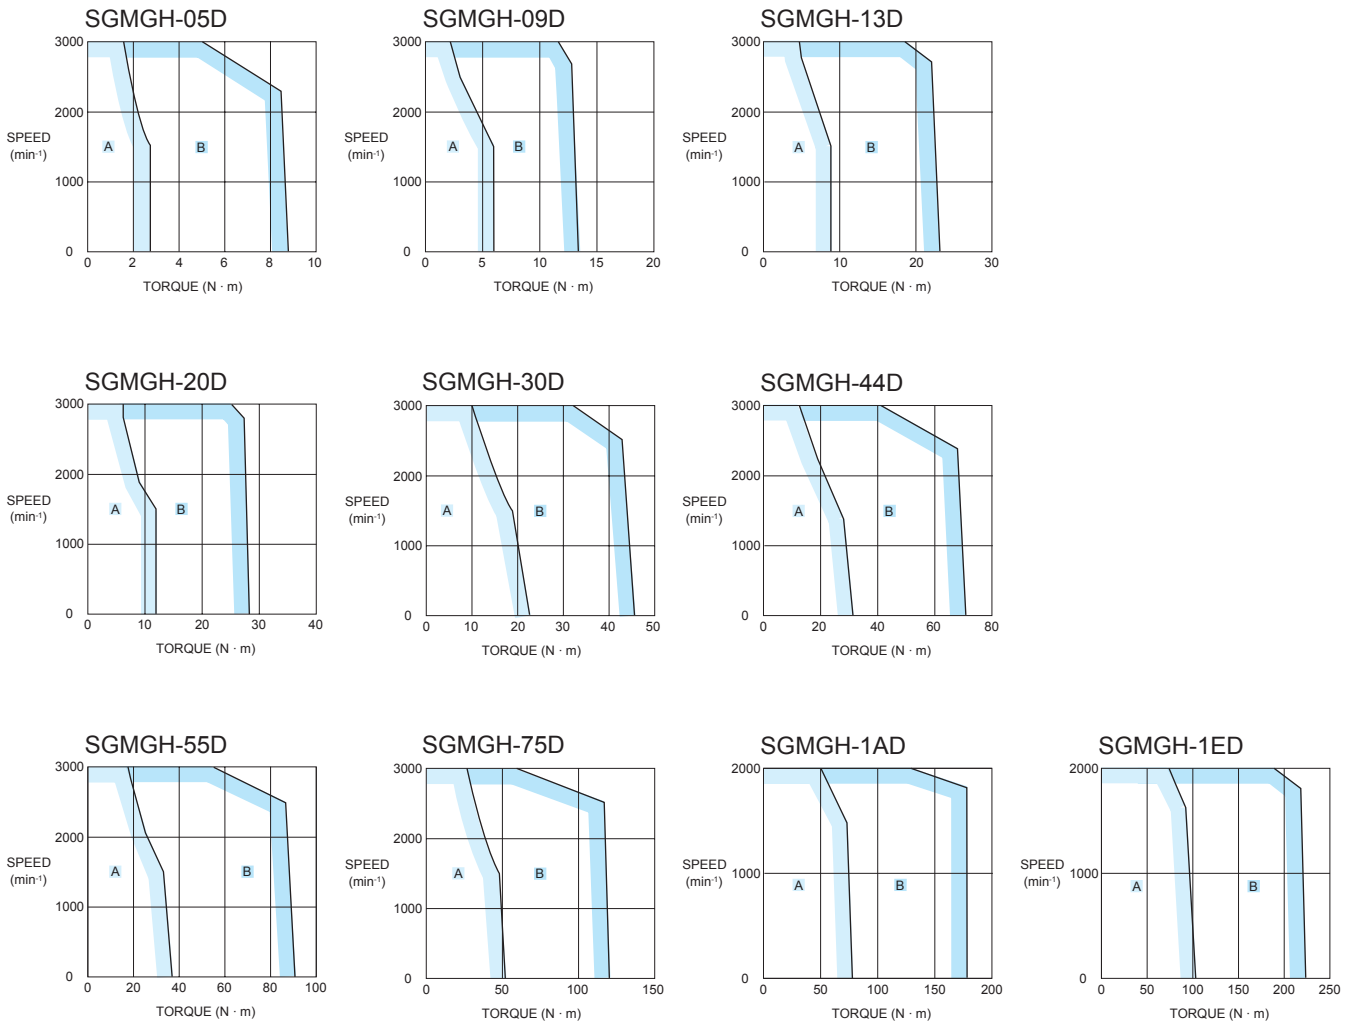 SGMGH-05D
3000
2000
SPEED
(min-1)
A
B
1000
0
0 2 4 6 8 10
TORQUE (N · m)
SGMGH-09D
3000
2000
SPEED
(min-1)
A
B
1000
0
0 5 10 15 20
TORQUE (N · m)
SGMGH-13D
3000
2000
SPEED
(min-1)
A
B
1000
0
0 10 20 30
TORQUE (N · m)
SGMGH-20D
3000
2000
SPEED
(min-1)
A
B
1000
0
0 10 20 30 40
TORQUE (N · m)
SGMGH-30D
3000
2000
SPEED
(min-1)
A
B
1000
0
0 10 20 30 40 50
TORQUE (N · m)
SGMGH-44D
3000
2000
SPEED
(min-1)
A
B
1000
0
0 20 40 60 80
TORQUE (N · m)
SGMGH-55D
3000
2000
SPEED
(min-1)
A
B
1000
0
0 20 40 60 80 100
TORQUE (N · m)
SGMGH-75D
3000
2000
SPEED
(min-1)
A
B
1000
0
0 50 100 150
TORQUE (N · m)
SGMGH-1AD
2000
SPEED
(min-1)
1000
A
B
0
0 50 100 150 200
TORQUE (N · m)
SGMGH-1ED
2000
SPEED
(min-1)
1000
A
B
0
0 50 100 150 200 250
TORQUE (N · m)